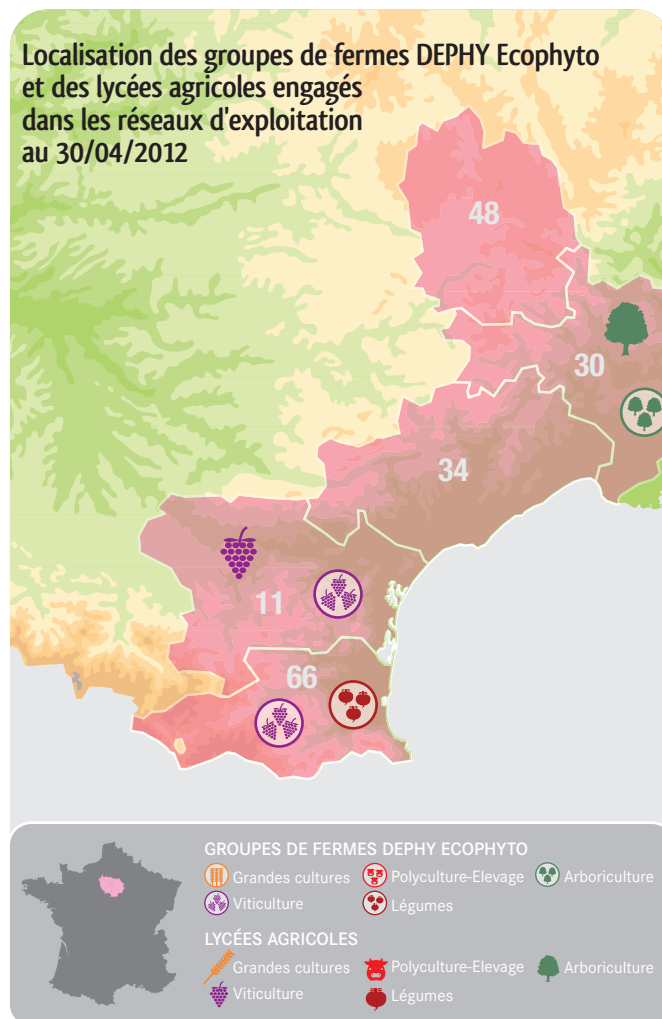 Localisation des groupes de fermes DEPHY Ecophyto
et des lycées agricoles engagés
dans les réseaux d'exploitation
au 30/04/2012
48
30
34
11
66
GROUPES DE FERMES DEPHY ECOPHYTO
Grandes cultures Polyculture-Elevage Arboriculture
Viticulture Légumes
LYCÉES AGRICOLES
Grandes cultures Polyculture-Elevage Arboriculture
Viticulture Légumes